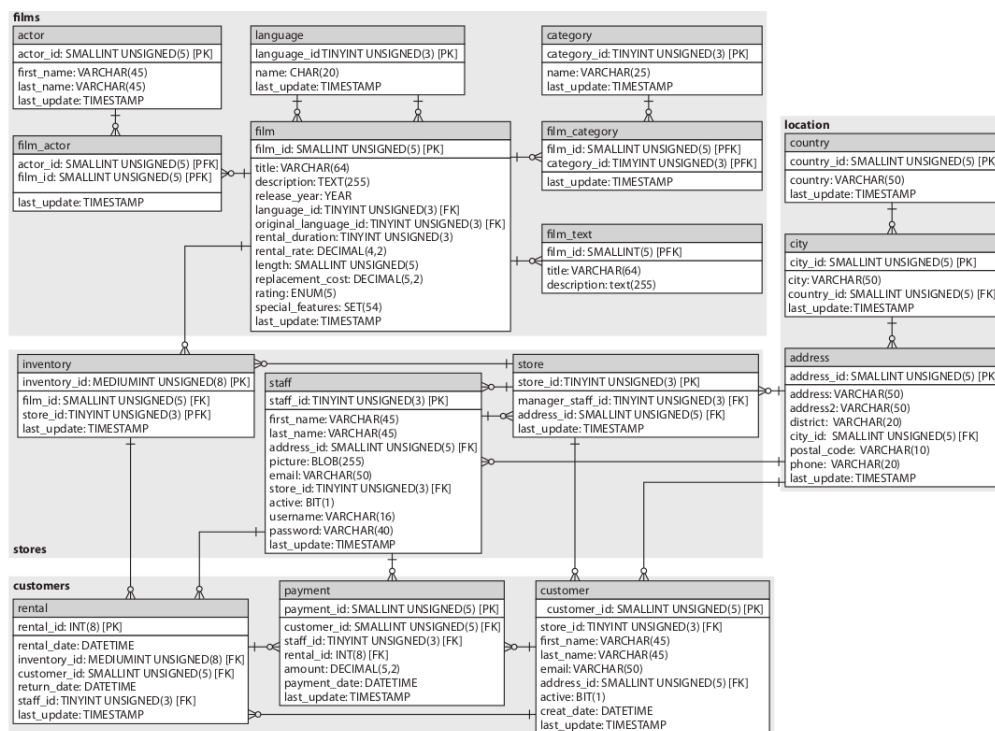 films
actor
actor_id: SMALLINT UNSIGNED(5) [PK]
first_name: VARCHAR(45)
last_name: VARCHAR(45)
last_update: TIMESTAMP
language
language_id TINYINT UNSIGNED(3) [PK]
name: CHAR(20)
last_update: TIMESTAMP
category
category_id: TINYINT UNSIGNED(3) [PK]
name: VARCHAR(25)
last_update: TIMESTAMP
film_actor
actor_id: SMALLINT UNSIGNED(5) [PFK]
film_id: SMALLINT UNSIGNED(5) [PFK]
last_update: TIMESTAMP
film
film_id: SMALLINT UNSIGNED(5) [PK]
title: VARCHAR(64)
description: TEXT(255)
release_year: YEAR
language_id: TINYINT UNSIGNED(3) [FK]
original_language_id: TINYINT UNSIGNED(3) [FK]
rental_duration: TINYINT UNSIGNED(3)
rental_rate: DECIMAL(4,2)
length: SMALLINT UNSIGNED(5)
replacement_cost: DECIMAL(5,2)
rating: ENUM(5)
special_features: SET(54)
last_update: TIMESTAMP
film_category
film_id: SMALLINT UNSIGNED(5) [PFK]
category_id: TIMYINT UNSIGNED(3) [PFK]
last_update: TIMESTAMP
film_text
film_id: SMALLINT(5) [PFK]
title: VARCHAR(64)
description: text(255)
location
country
country_id: SMALLINT UNSIGNED(5) [PK]
country: VARCHAR(50)
last_update: TIMESTAMP
city
city_id: SMALLINT UNSIGNED(5) [PK]
city: VARCHAR(50)
country_id: SMALLINT UNSIGNED(5) [FK]
last_update: TIMESTAMP
address
address_id: SMALLINT UNSIGNED(5) [PK]
address: VARCHAR(50)
address2: VARCHAR(50)
district: VARCHAR(20)
city_id: SMALLINT UNSIGNED(5) [FK]
postal_code: VARCHAR(10)
phone: VARCHAR(20)
last_update: TIMESTAMP
inventory
inventory_id: MEDIUMINT UNSIGNED(8) [PK]
film_id: SMALLINT UNSIGNED(5) [FK]
store_id: TINYINT UNSIGNED(3) [PFK]
last_update: TIMESTAMP
staff
staff_id: TINYINT UNSIGNED(3) [PK]
first_name: VARCHAR(45)
last_name: VARCHAR(45)
address_id: SMALLINT UNSIGNED(5) [FK]
picture: BLOB(255)
email: VARCHAR(50)
store_id: TINYINT UNSIGNED(3) [FK]
active: BIT(1)
username: VARCHAR(16)
password: VARCHAR(40)
last_update: TIMESTAMP
store
store_id: TINYINT UNSIGNED(3) [PK]
manager_staff_id: TINYINT UNSIGNED(3) [FK]
address_id: SMALLINT UNSIGNED(5) [FK]
last_update: TIMESTAMP
stores
customers
rental
rental_id: INT(8) [PK]
rental_date: DATETIME
inventory_id: MEDIUMINT UNSIGNED(8) [FK]
customer_id: SMALLINT UNSIGNED(5) [FK]
return_date: DATETIME
staff_id: TINYINT UNSIGNED(3) [FK]
last_update: TIMESTAMP
payment
payment_id: SMALLINT UNSIGNED(5) [PK]
customer_id: SMALLINT UNSIGNED(5) [FK]
staff_id: TINYINT UNSIGNED(3) [FK]
rental_id: INT(8) [FK]
amount: DECIMAL(5,2)
payment_date: DATETIME
last_update: TIMESTAMP
customer
customer_id: SMALLINT UNSIGNED(5) [PK]
store_id: TINYINT UNSIGNED(3) [FK]
first_name: VARCHAR(45)
last_name: VARCHAR(45)
email: VARCHAR(50)
address_id: SMALLINT UNSIGNED(5) [FK]
active: BIT(1)
creat_date: DATETIME
last_update: TIMESTAMP